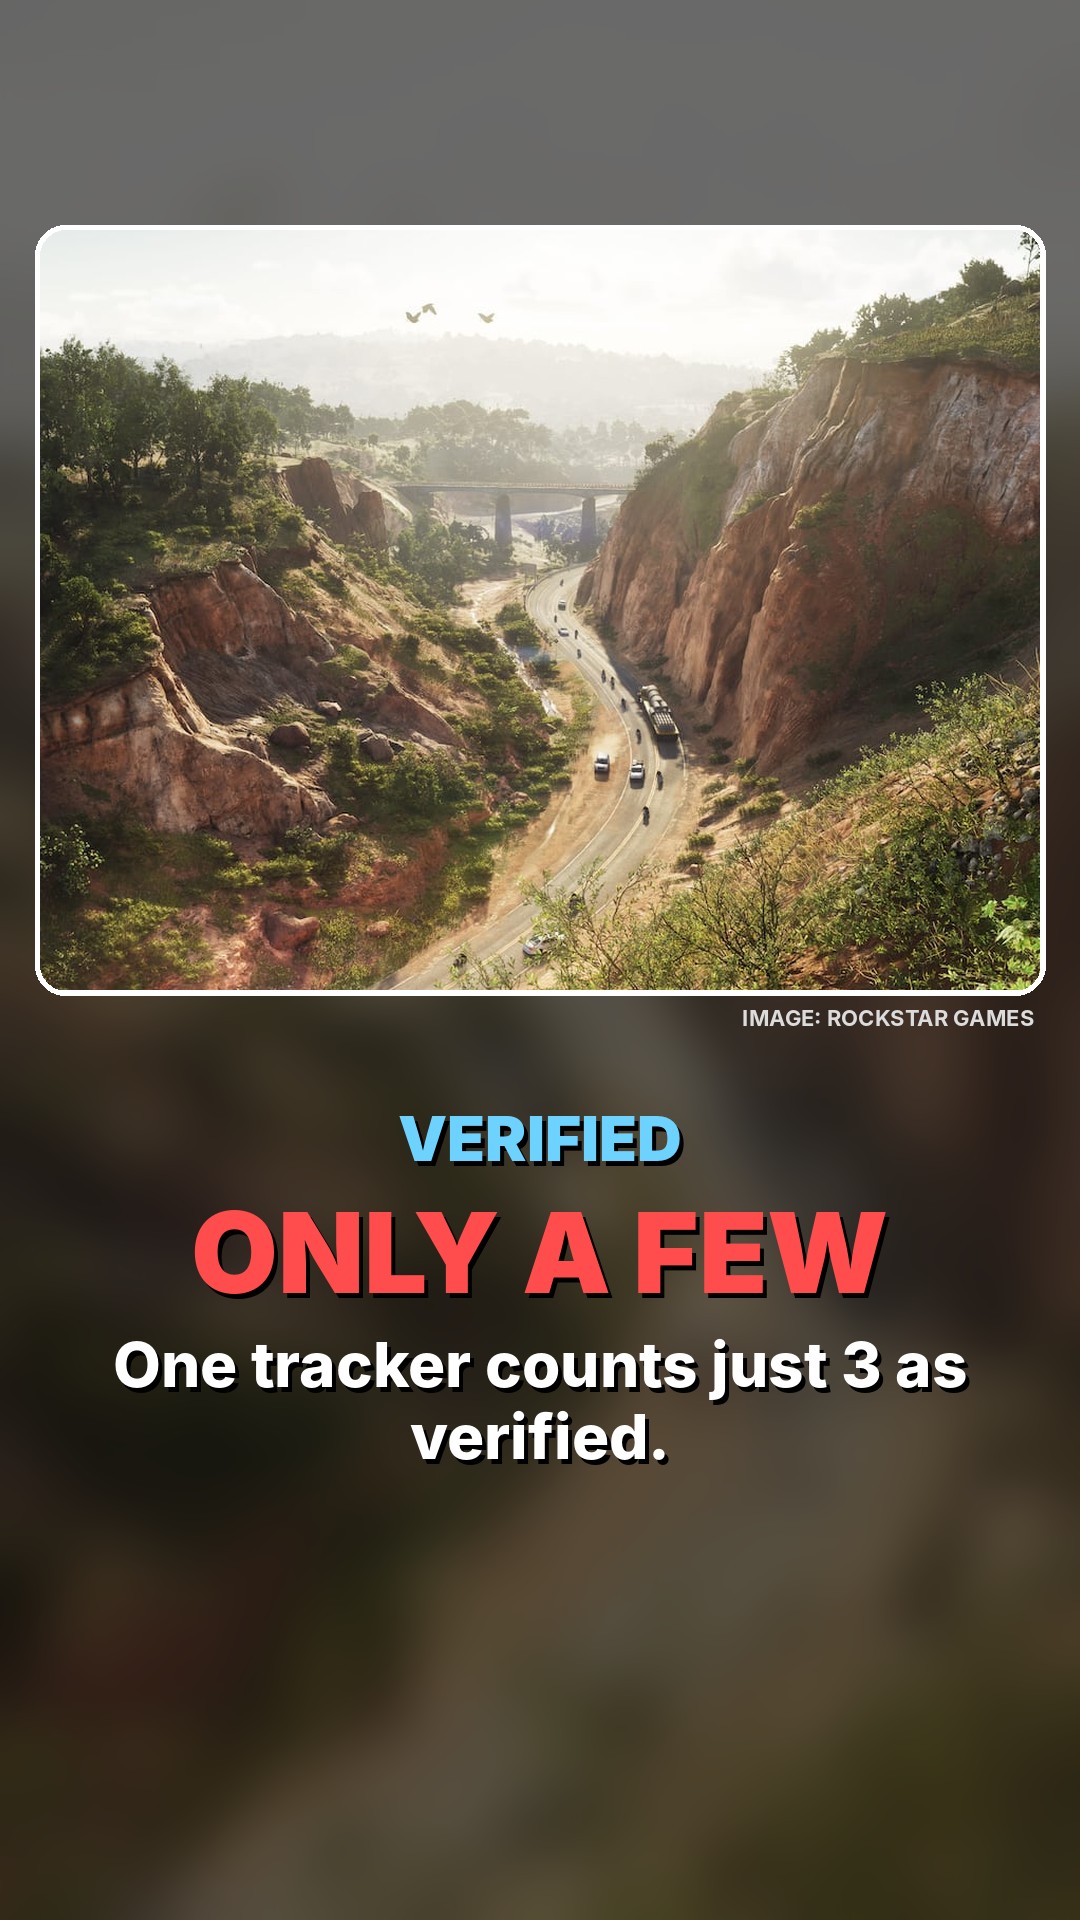 IMAGE: ROCKSTAR GAMES
VERIFIED
ONLY A FEW
One tracker counts just 3 as
verified.